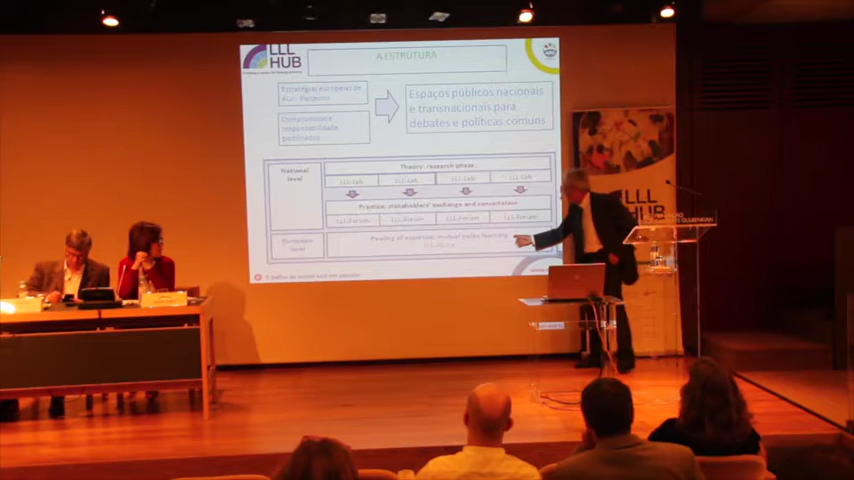 LLL
HUB
A ESTRUTURA
Estratégias europeias de
Espaços públicos nacionais
e transnacionais para
debates e políticas comuns
Compromisso e
responsabilidade
partilhados
National
level
Theory: research phase
LLL-Lab LLL-Lab LLL-Lab LLL-Lab
Practice: stakeholders' exchange and consultation
LLL-Forum LLL-Forum LLL-Forum LLL-Forum
European
level
Pooling of expertise: mutual policy learning
LLL
HUB
GULBENKIAN